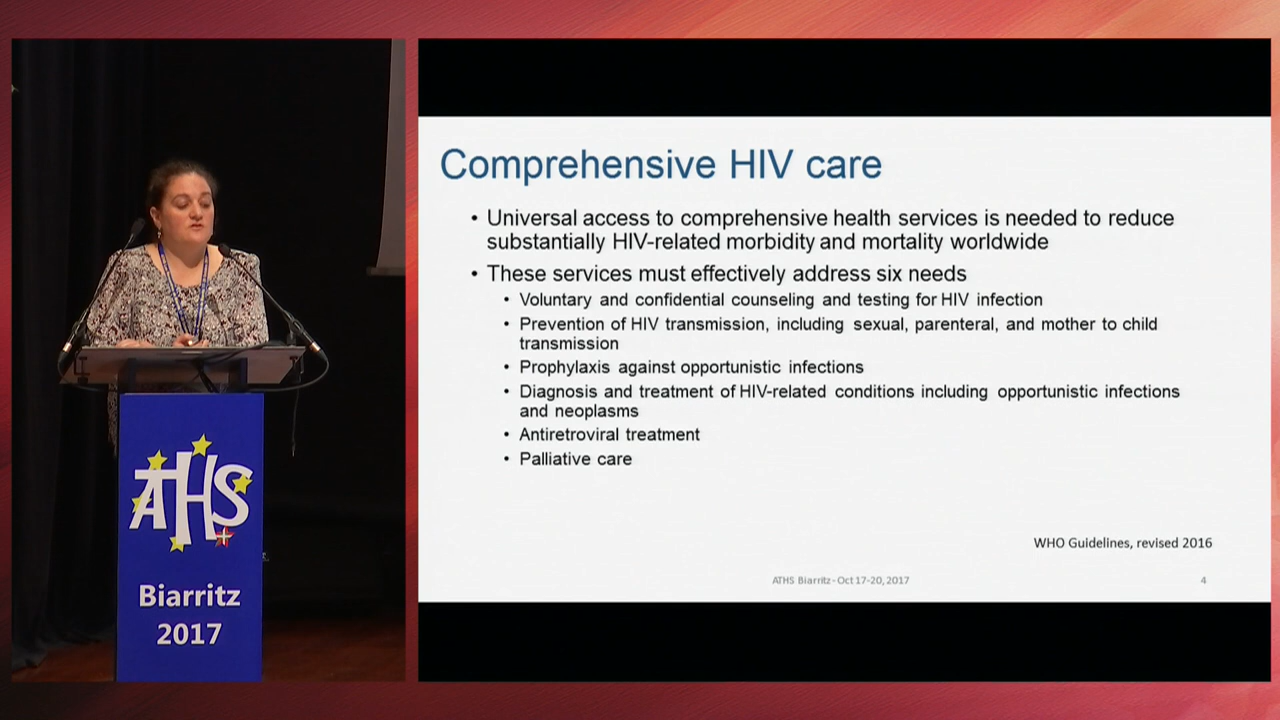 ATHS
Biarritz
2017
Comprehensive HIV care
• Universal access to comprehensive health services is needed to reduce
substantially HIV-related morbidity and mortality worldwide
• These services must effectively address six needs
• Voluntary and confidential counseling and testing for HIV infection
• Prevention of HIV transmission, including sexual, parenteral, and mother to child
transmission
• Prophylaxis against opportunistic infections
• Diagnosis and treatment of HIV-related conditions including opportunistic infections
and neoplasms
• Antiretroviral treatment
• Palliative care
WHO Guidelines, revised 2016
ATHS Biarritz - Oct 17-20, 2017
4